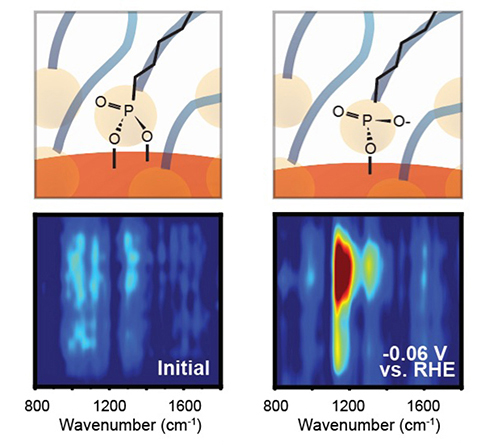 O
P
O
O
O
P
O-
O
Initial
-0.06 V
vs. RHE
800 1200 1600
800 1200 1600
Wavenumber (cm⁻¹)
Wavenumber (cm⁻¹)